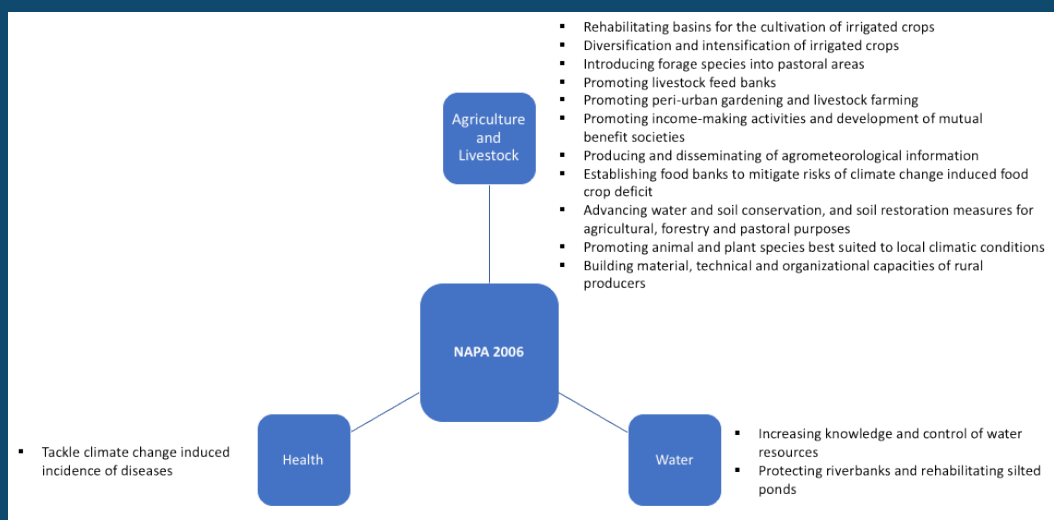 ▪ Rehabilitating basins for the cultivation of irrigated crops
▪ Diversification and intensification of irrigated crops
▪ Introducing forage species into pastoral areas
▪ Promoting livestock feed banks
▪ Promoting peri-urban gardening and livestock farming
▪ Promoting income-making activities and development of mutual
benefit societies
▪ Producing and disseminating of agrometeorological information
▪ Establishing food banks to mitigate risks of climate change induced food
crop deficit
▪ Advancing water and soil conservation, and soil restoration measures for
agricultural, forestry and pastoral purposes
▪ Promoting animal and plant species best suited to local climatic conditions
▪ Building material, technical and organizational capacities of rural
producers
Agriculture
and
Livestock
NAPA 2006
▪ Tackle climate change induced
incidence of diseases
Health
Water
▪ Increasing knowledge and control of water
resources
▪ Protecting riverbanks and rehabilitating silted
ponds